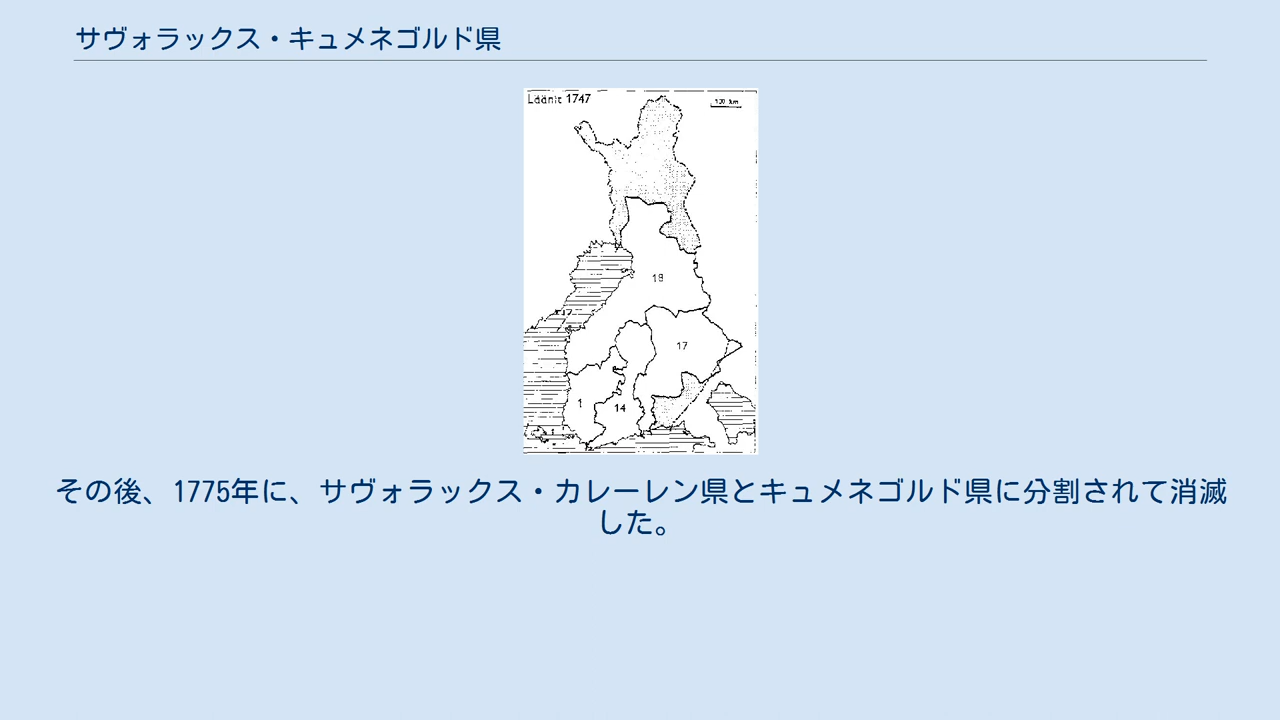 サヴォラックス・キュメネゴルド県
Läänit 1747
100 km
18
17
17
1
14
その後、1775年に、サヴォラックス・カレーレン県とキュメネゴルド県に分割されて消滅
した。